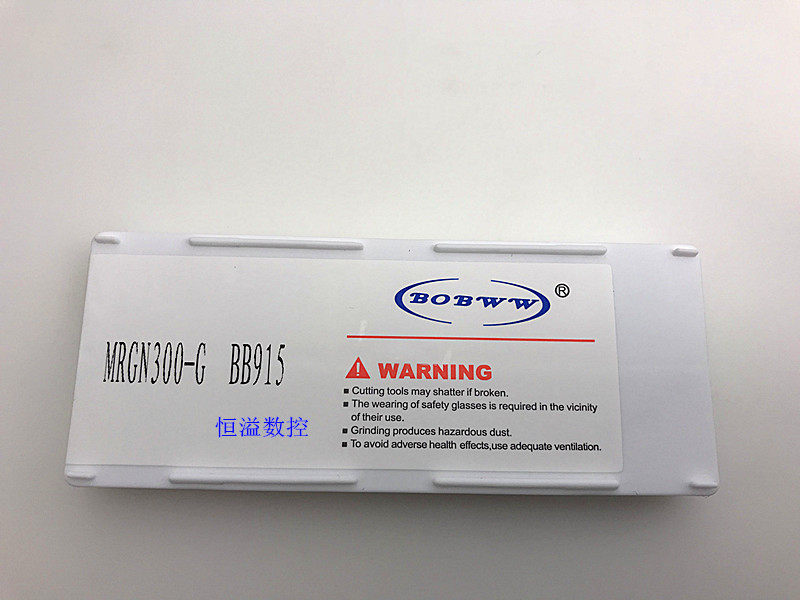 BOBWW®
MRGN300-G BB915
恒溢数控
WARNING
■ Cutting tools may shatter if broken.
■ The wearing of safety glasses is required in the vicinity
of their use.
■ Grinding produces hazardous dust.
■ To avoid adverse health effects,use adequate ventilation.